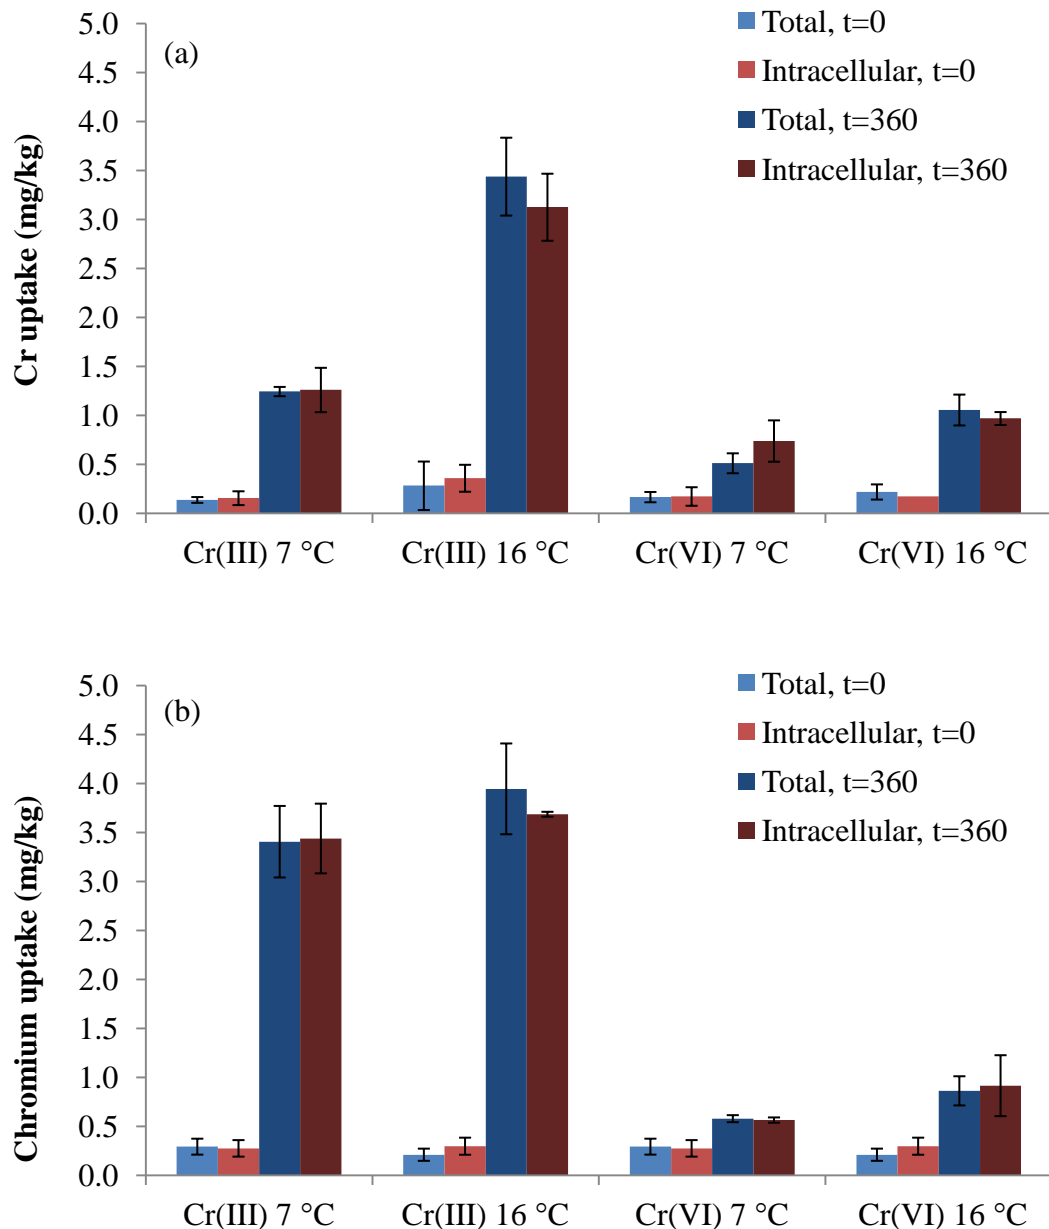 (a)
Total, t=0
Intracellular, t=0
Total, t=360
Intracellular, t=360
Cr uptake (mg/kg)
5.0
4.5
4.0
3.5
3.0
2.5
2.0
1.5
1.0
0.5
0.0
Cr(III) 7 °C Cr(III) 16 °C Cr(VI) 7 °C Cr(VI) 16 °C
(b)
Total, t=0
Intracellular, t=0
Total, t=360
Intracellular, t=360
Chromium uptake (mg/kg)
5.0
4.5
4.0
3.5
3.0
2.5
2.0
1.5
1.0
0.5
0.0
Cr(III) 7 °C Cr(III) 16 °C Cr(VI) 7 °C Cr(VI) 16 °C